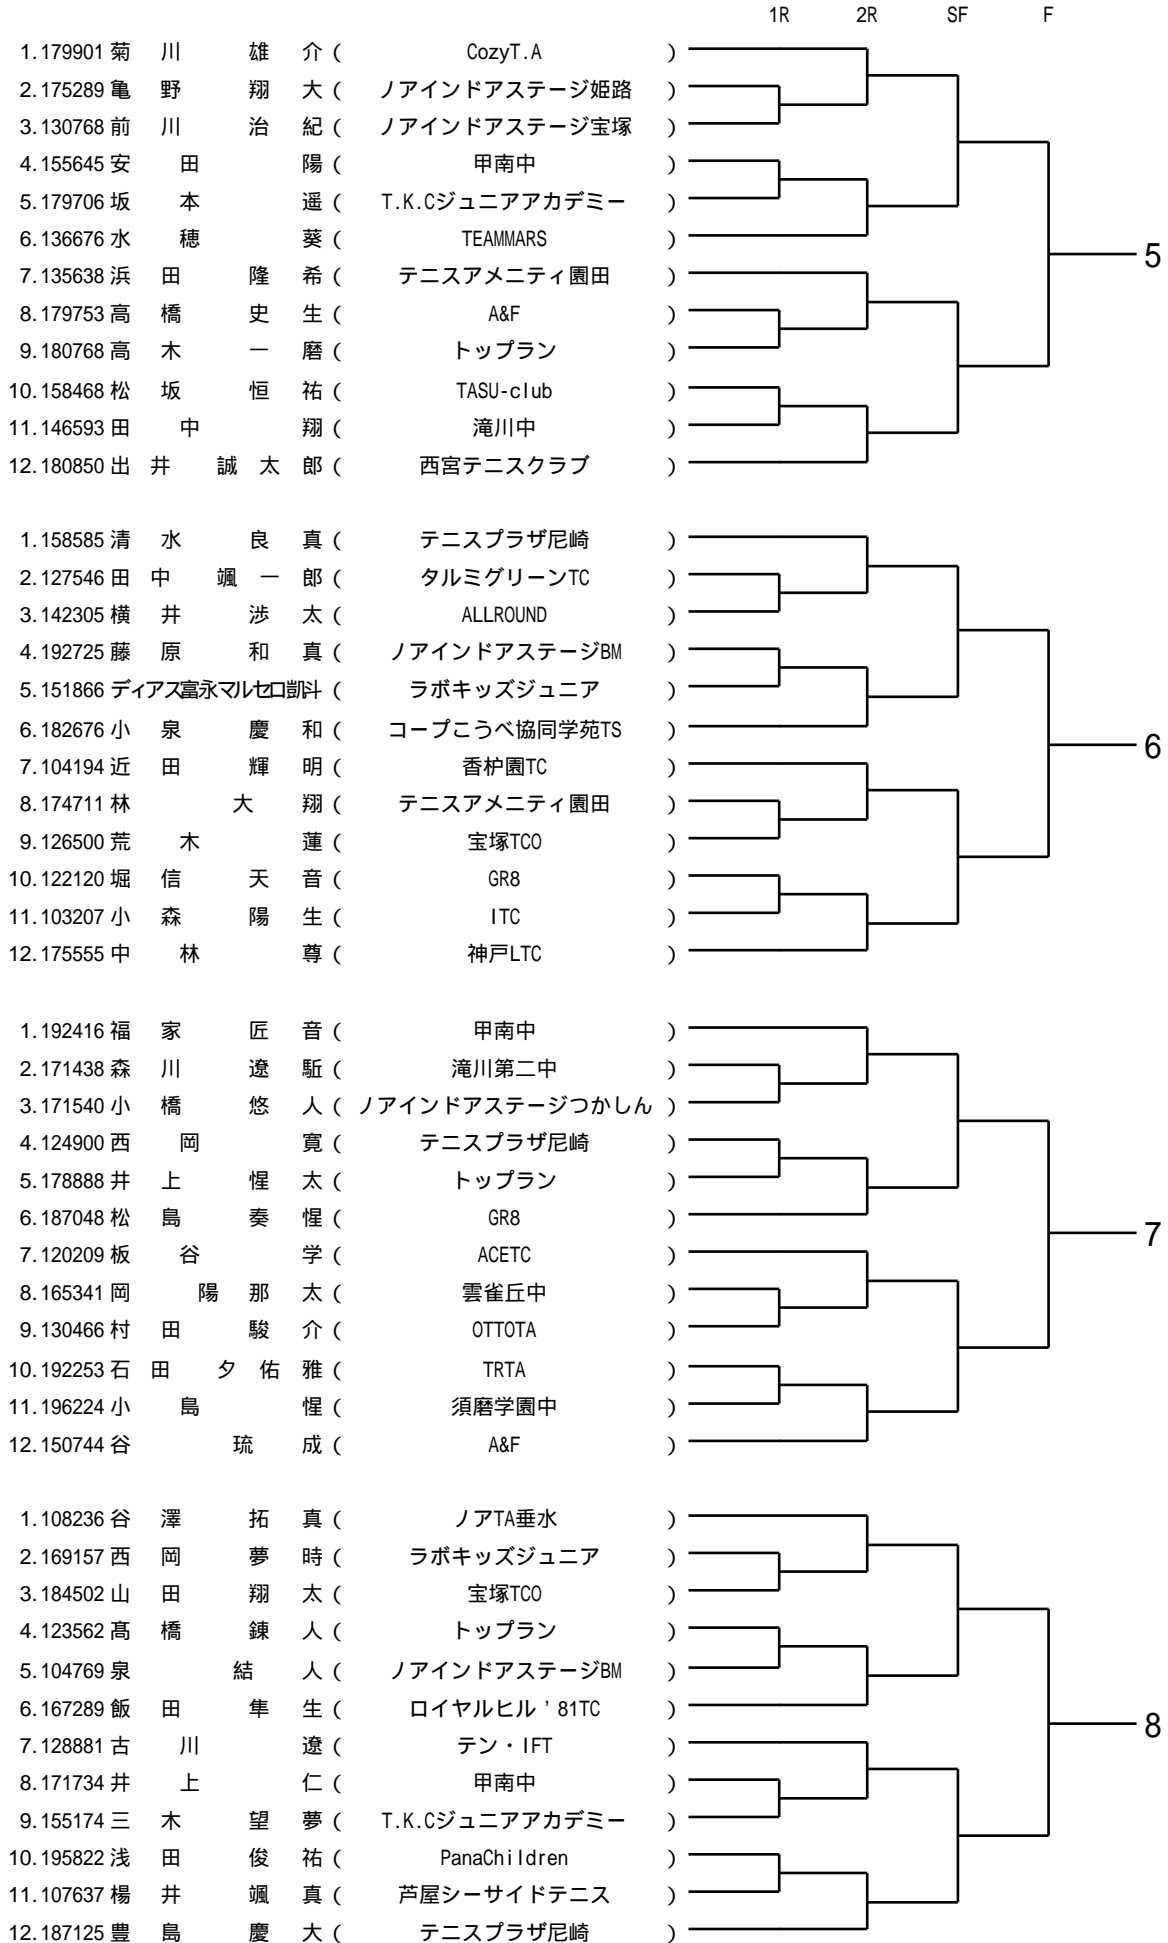 1R 2R SF F
1.179901 菊川 雄介 ( CozyT.A )
2.175289 亀野 翔大 ( ノアインドアステージ姫路 )
3.130768 前川 治紀 ( ノアインドアステージ宝塚 )
4.155645 安田 陽 ( 甲南中 )
5.179706 坂本 遥 ( T.K.Cジュニアアカデミー )
6.136676 水穂 葵 ( TEAMMARS )
5
7.135638 浜田 隆希 ( テニスアメニティ園田 )
8.179753 高橋 史生 ( A&F )
9.180768 高木 一磨 ( トップラン )
10.158468 松坂 恒祐 ( TASU-club )
11.146593 田中 翔 ( 滝川中 )
12.180850 出井 誠太郎 ( 西宮テニスクラブ )
1.158585 清水 良真 ( テニスプラザ尼崎 )
2.127546 田中 颯一郎 ( タルミグリーンTC )
3.142305 横井 渉太 ( ALLROUND )
4.192725 藤原 和真 ( ノアインドアステージBM )
5.151866 ディアス富永マルセロ凱斗 ( ラボキッズジュニア )
6.182676 小泉 慶和 ( コープこうべ協同学苑TS )
6
7.104194 近田 輝明 ( 香枦園TC )
8.174711 林 大翔 ( テニスアメニティ園田 )
9.126500 荒木 蓮 ( 宝塚TCO )
10.122120 堀信 天音 ( GR8 )
11.103207 小森 陽生 ( ITC )
12.175555 中林 尊 ( 神戸LTC )
1.192416 福家 匠音 ( 甲南中 )
2.171438 森川 遼駈 ( 滝川第二中 )
3.171540 小橋 悠人 ( ノアインドアステージつかしん )
4.124900 西岡 寛 ( テニスプラザ尼崎 )
5.178888 井上 惺太 ( トップラン )
6.187048 松島 奏惺 ( GR8 )
7
7.120209 板谷 学 ( ACETC )
8.165341 岡 陽那太 ( 雲雀丘中 )
9.130466 村田 駿介 ( OTTOTA )
10.192253 石田 夕佑雅 ( TRTA )
11.196224 小島 惺 ( 須磨学園中 )
12.150744 谷 琉成 ( A&F )
1.108236 谷澤 拓真 ( ノアTA垂水 )
2.169157 西岡 夢時 ( ラボキッズジュニア )
3.184502 山田 翔太 ( 宝塚TCO )
4.123562 髙橋 錬人 ( トップラン )
5.104769 泉 結人 ( ノアインドアステージBM )
6.167289 飯田 隼生 ( ロイヤルヒル'81TC )
8
7.128881 古川 遼 ( テン・IFT )
8.171734 井上 仁 ( 甲南中 )
9.155174 三木 望夢 ( T.K.Cジュニアアカデミー )
10.195822 浅田 俊祐 ( PanaChildren )
11.107637 楊井 颯真 ( 芦屋シーサイドテニス )
12.187125 豊島 慶大 ( テニスプラザ尼崎 )